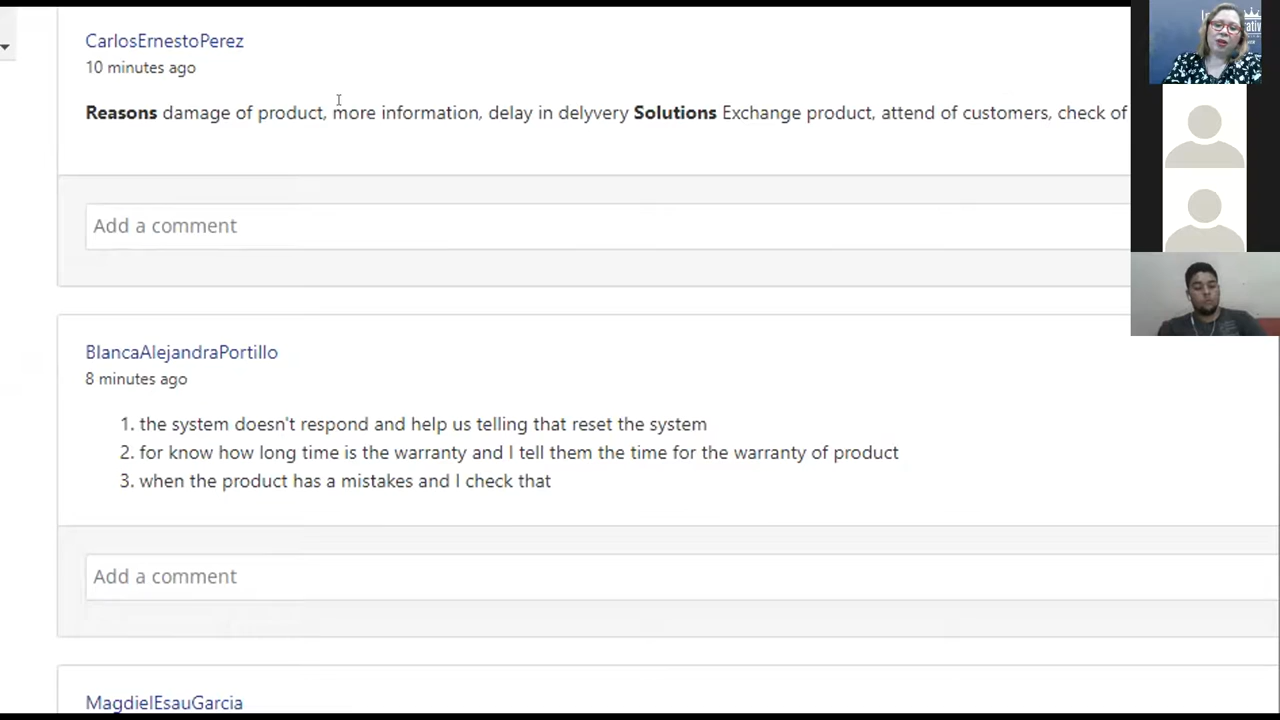 CarlosErnestoPerez
10 minutes ago
Reasons damage of product, more information, delay in delyvery Solutions Exchange product, attend of customers, check of
Add a comment
BlancaAlejandraPortillo
8 minutes ago
1. the system doesn't respond and help us telling that reset the system
2. for know how long time is the warranty and I tell them the time for the warranty of product
3. when the product has a mistakes and I check that
Add a comment
MagdielEsauGarcia